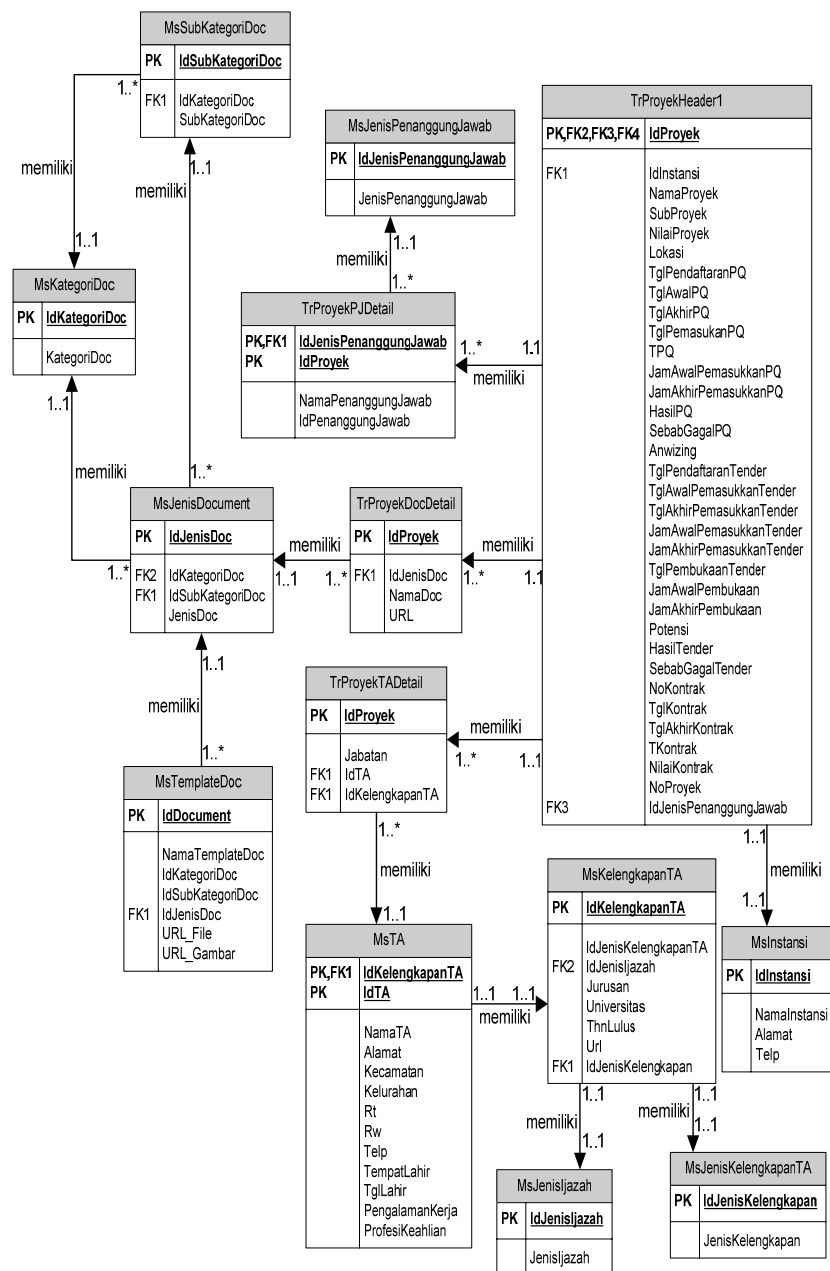 MsSubKategoriDoc
PK IdSubKategoriDoc
FK1 IdKategoriDoc
SubKategoriDoc
1..*
memiliki
1..1
MsKategoriDoc
PK IdKategoriDoc
KategoriDoc
1..1
memiliki
1..*
1..1
memiliki
1..*
MsJenisPenanggungJawab
PK IdJenisPenanggungJawab
JenisPenanggungJawab
1..1
memiliki
1..*
TrProyekPJDetail
PK,FK1 IdJenisPenanggungJawab
PK IdProyek
NamaPenanggungJawab
IdPenanggungJawab
1..* 1..1
memiliki
TrProyekHeader1
PK,FK2,FK3,FK4 IdProyek
FK1 IdInstansi
NamaProyek
SubProyek
NilaiProyek
Lokasi
TglPendaftaranPQ
TglAwalPQ
TglAkhirPQ
TglPemasukanPQ
TPQ
JamAwalPemasukkanPQ
JamAkhirPemasukkanPQ
HasilPQ
SebabGagalPQ
Anwizing
TglPendaftaranTender
TglAwalPemasukkanTender
TglAkhirPemasukkanTender
JamAwalPemasukkanTender
JamAkhirPemasukkanTender
TglPembukaanTender
JamAwalPembukaan
JamAkhirPembukaan
Potensi
HasilTender
SebabGagalTender
NoKontrak
TglKontrak
TglAkhirKontrak
TKontrak
NilaiKontrak
NoProyek
FK3 IdJenisPenanggungJawab
MsJenisDocument
PK IdJenisDoc
FK2 IdKategoriDoc
FK1 IdSubKategoriDoc
JenisDoc
memiliki
1..1 1..*
TrProyekDocDetail
PK IdProyek
FK1 IdJenisDoc
NamaDoc
URL
memiliki
1..* 1..1
1..1
memiliki
1..*
MsTemplateDoc
PK IdDocument
NamaTemplateDoc
IdKategoriDoc
IdSubKategoriDoc
FK1 IdJenisDoc
URL_File
URL_Gambar
TrProyekTADetail
PK IdProyek
Jabatan
FK1 IdTA
FK1 IdKelengkapanTA
memiliki
1..* 1..1
1..*
memiliki
1..1
MsTA
PK,FK1 IdKelengkapanTA
PK IdTA
NamaTA
Alamat
Kecamatan
Kelurahan
Rt
Rw
Telp
TempatLahir
TglLahir
PengalamanKerja
ProfesiKeahlian
1..1 1..1
memiliki
MsKelengkapanTA
PK IdKelengkapanTA
IdJenisKelengkapanTA
FK2 IdJenisIjazah
Jurusan
Universitas
ThnLulus
Url
FK1 IdJenisKelengkapan
1..1
memiliki
1..1
MsInstansi
PK IdInstansi
NamaInstansi
Alamat
Telp
1..1
memiliki
1..1
MsJenisIjazah
PK IdJenisIjazah
JenisIjazah
1..1
memiliki
1..1
MsJenisKelengkapanTA
PK IdJenisKelengkapan
JenisKelengkapan